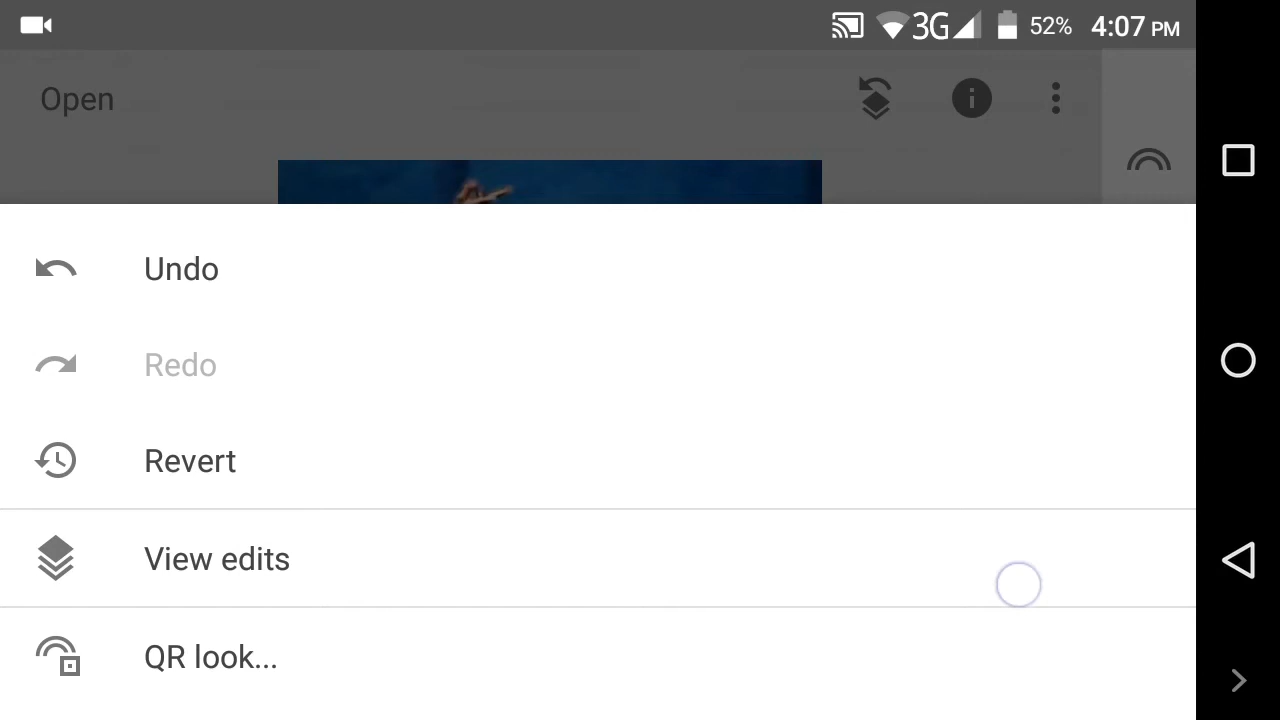 3G 52% 4:07 PM
Open
Undo
Redo
Revert
View edits
QR look...